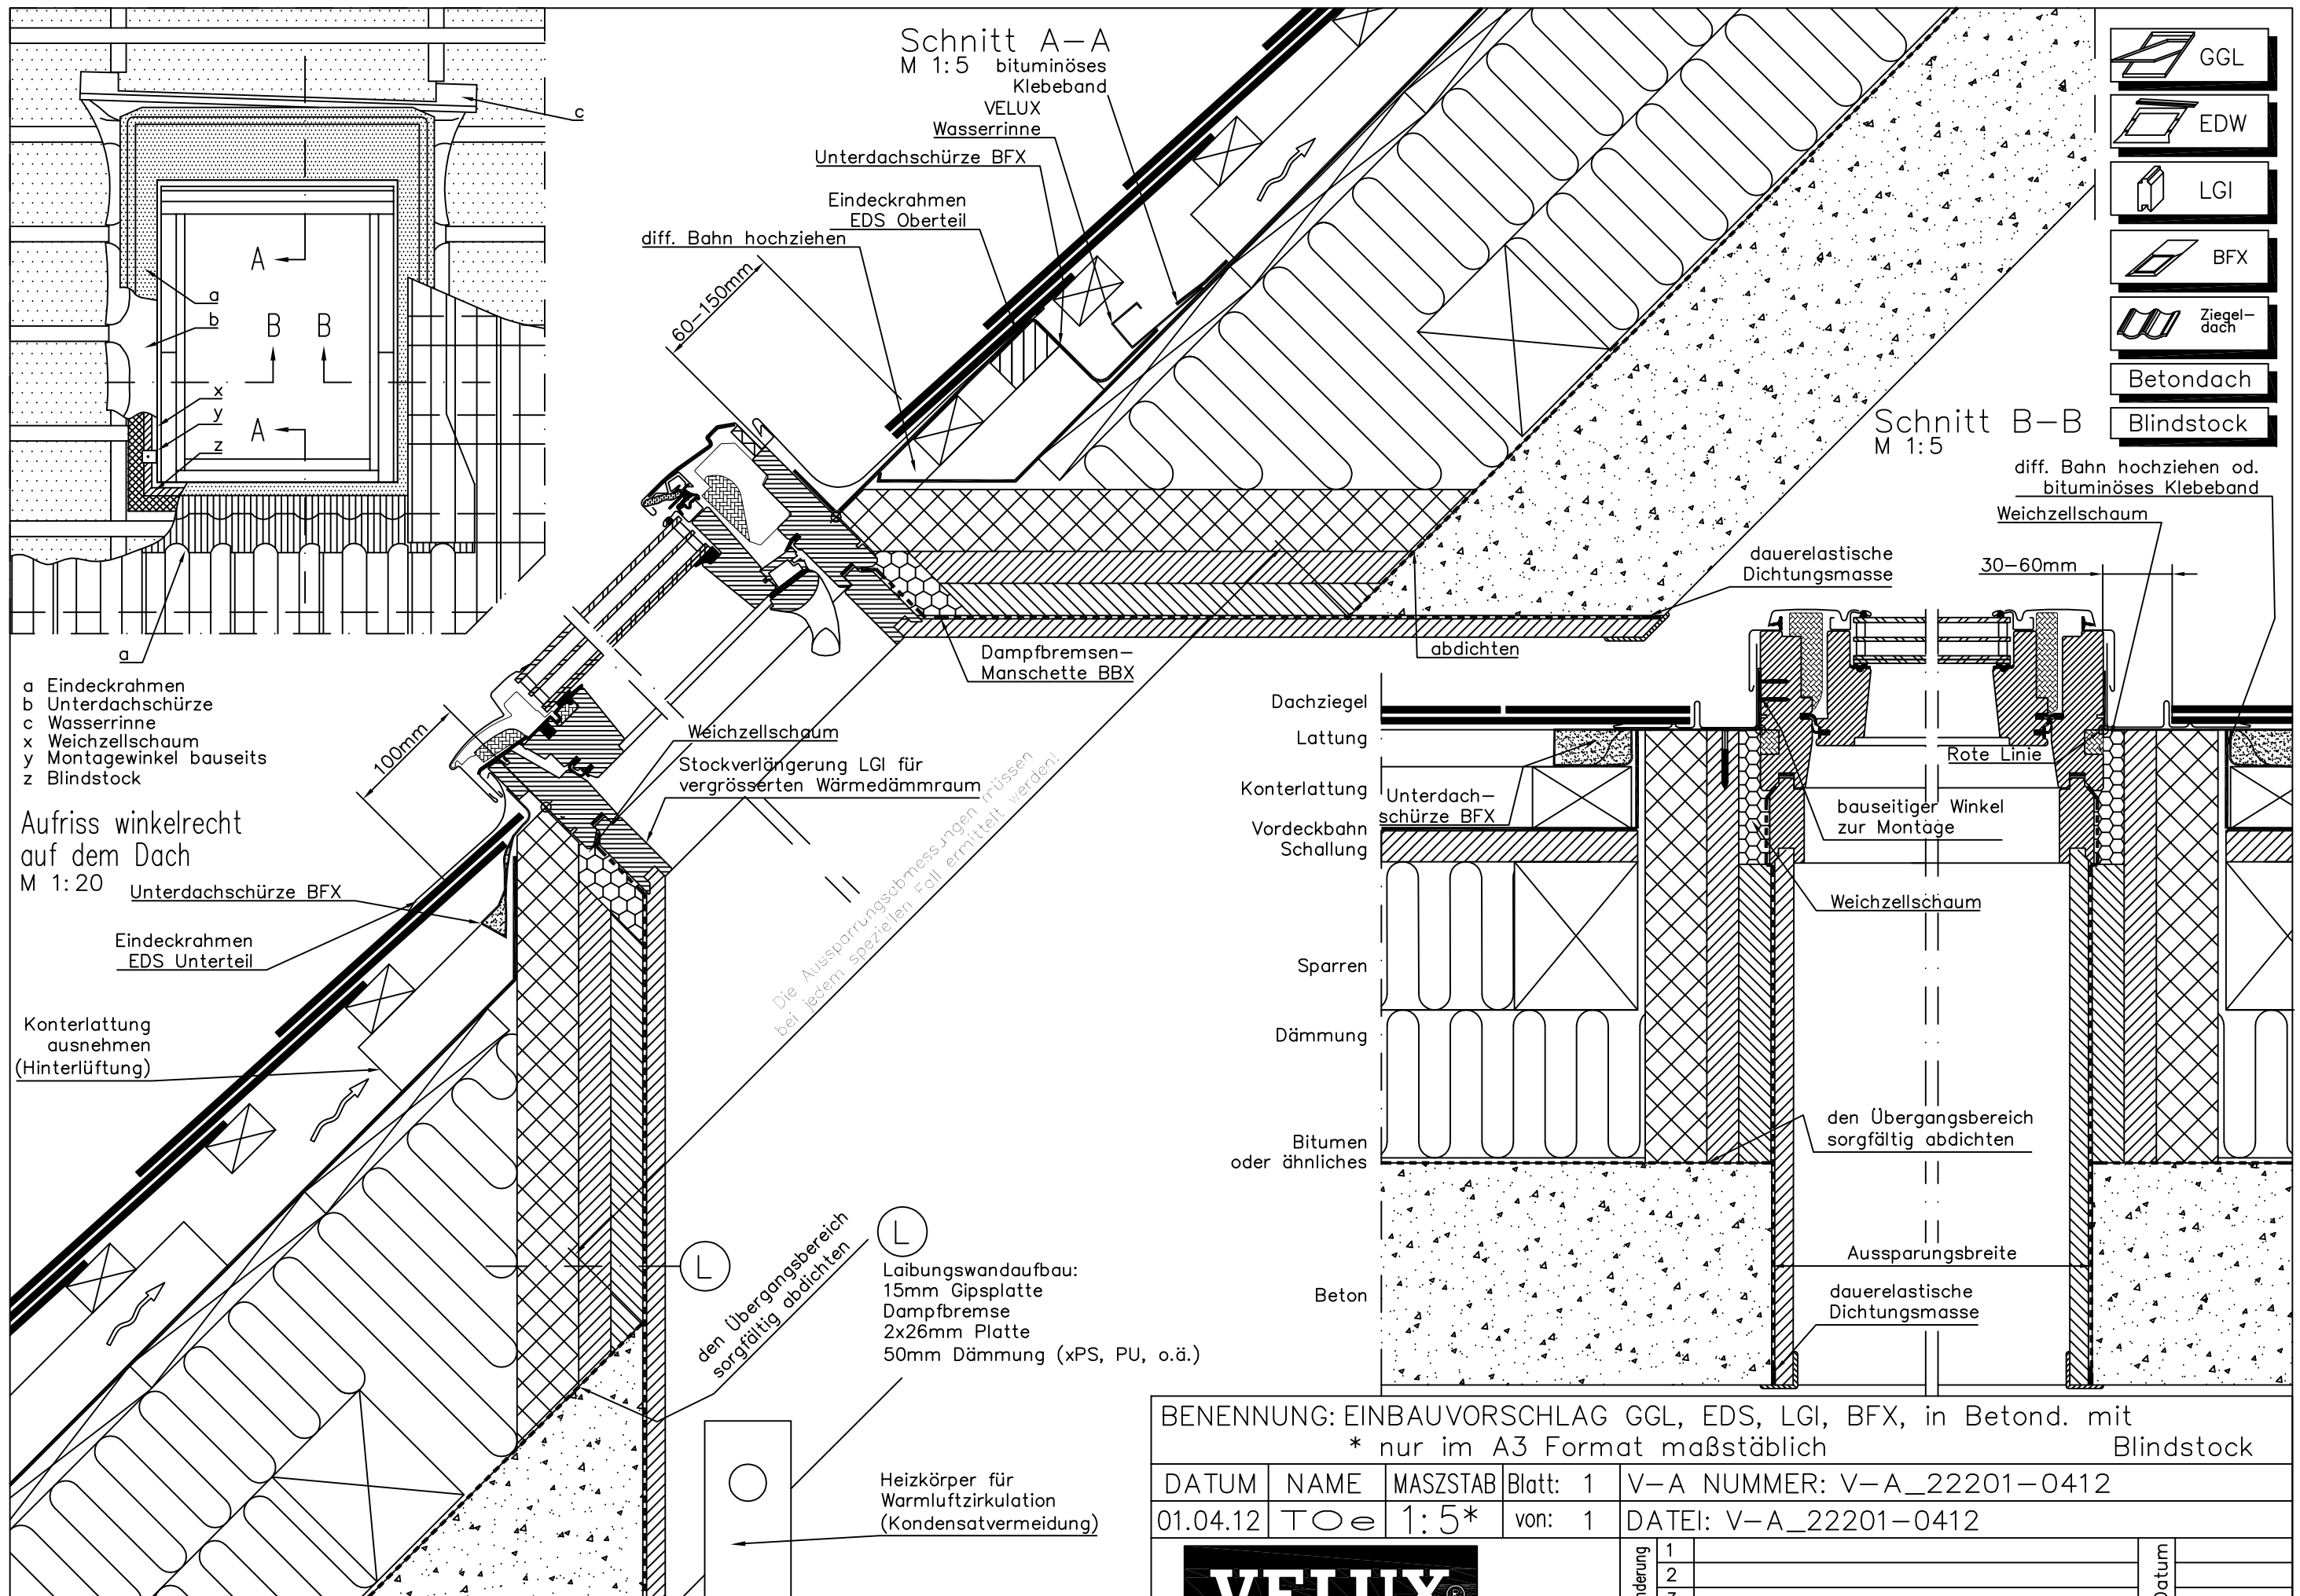 Schnitt A-A
M 1:5
bituminöses
Klebeband
VELUX
Wasserrinne
Unterdachschürze BFX
Eindeckrahmen
EDS Oberteil
diff. Bahn hochziehen
60-150mm
c
A
a
b
B B
x
y
A
z
a
a Eindeckrahmen
b Unterdachschürze
c Wasserrinne
x Weichzellschaum
y Montagewinkel bauseits
z Blindstock
Aufriss winkelrecht
auf dem Dach
M 1:20
100mm
Unterdachschürze BFX
Eindeckrahmen
EDS Unterteil
Konterlattung
ausnehmen
(Hinterlüftung)
Dampfbremsen-
Manschette BBX
abdichten
dauerelastische
Dichtungsmasse
Weichzellschaum
Stockverlängerung LGI für
vergrösserten Wärmedämmraum
Die Aussparrungsabmessungen müssen
bei jedem speziellen Fall ermittelt werden!
L
den Übergangsbereich
sorgfältig abdichten
L
Laibungswandaufbau:
15mm Gipsplatte
Dampfbremse
2x26mm Platte
50mm Dämmung (xPS, PU, o.ä.)
Heizkörper für
Warmluftzirkulation
(Kondensatvermeidung)
GGL
EDW
LGI
BFX
Ziegel-
dach
Betondach
Blindstock
Schnitt B-B
M 1:5
diff. Bahn hochziehen od.
bituminöses Klebeband
Weichzellschaum
30-60mm
Dachziegel
Lattung
Konterlattung
Vordeckbahn
Schallung
Sparren
Dämmung
Bitumen
oder ähnliches
Beton
Unterdach-
schürze BFX
Rote Linie
bauseitiger Winkel
zur Montage
Weichzellschaum
den Übergangsbereich
sorgfältig abdichten
Aussparungsbreite
dauerelastische
Dichtungsmasse
BENENNUNG: EINBAUVORSCHLAG GGL, EDS, LGI, BFX, in Betond. mit
* nur im A3 Format maßstäblich Blindstock
DATUM NAME MASZSTAB Blatt: 1 V-A NUMMER: V-A_22201-0412
01.04.12 TOe 1:5* von: 1 DATEI: V-A_22201-0412
VELUX®
1
2
Datum